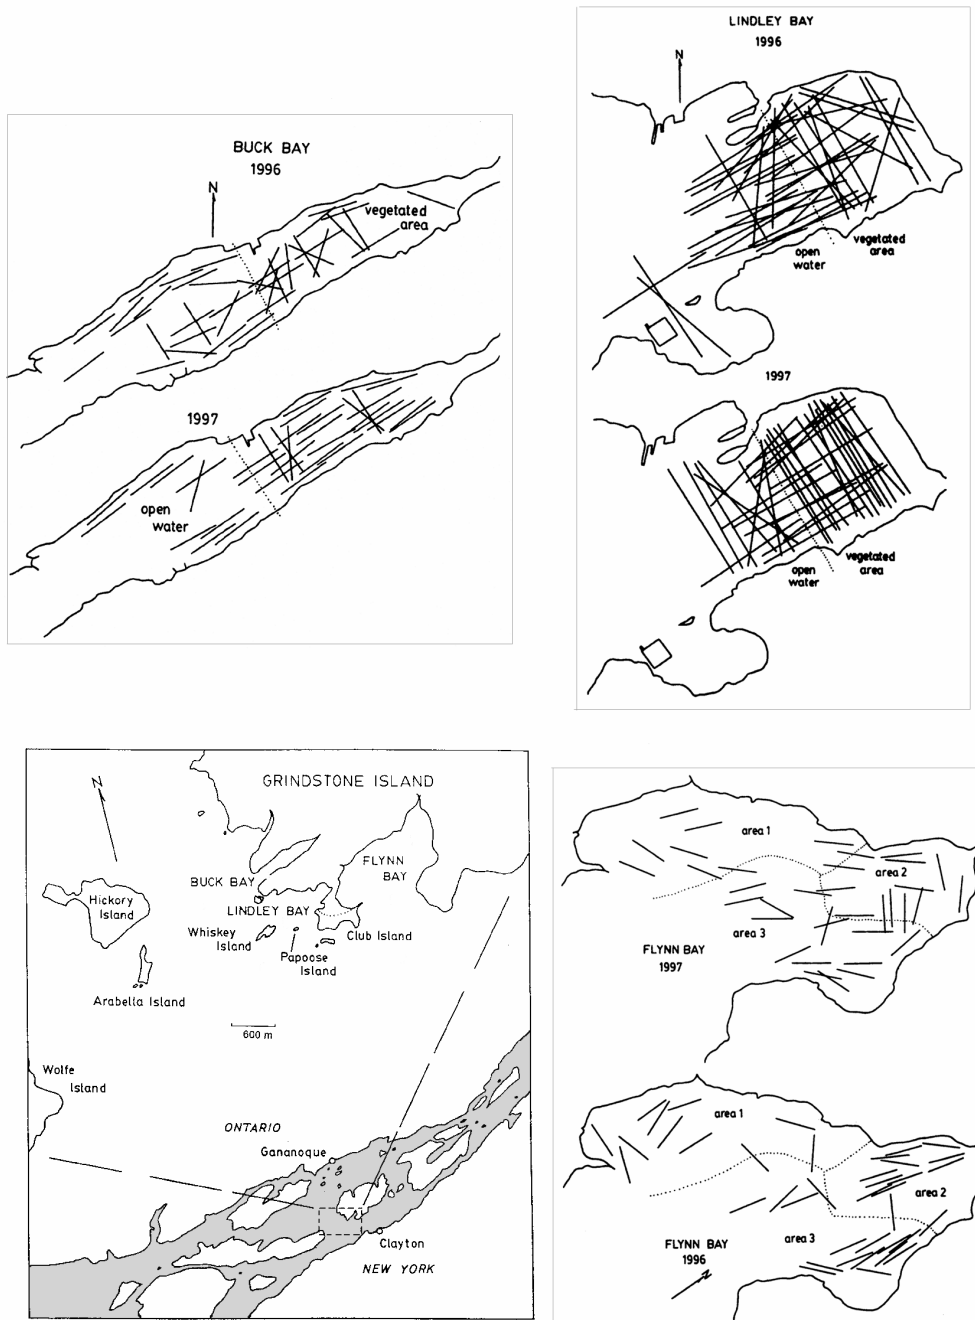 BUCK BAY
1996
N
vegetated
area
1997
open
water
LINDLEY BAY
1996
N
open
water
vegetated
area
1997
open
water
vegetated
area
N
GRINDSTONE ISLAND
FLYNN
BAY
BUCK BAY
Hickory
Island
LINDLEY BAY
Whiskey
Island
Club Island
Papoose
Island
Arabella Island
600 m
Wolfe
Island
ONTARIO
Gananoque
Clayton
NEW YORK
area 1
area 2
area 3
FLYNN BAY
1997
area 1
area 2
area 3
FLYNN BAY
1996
N